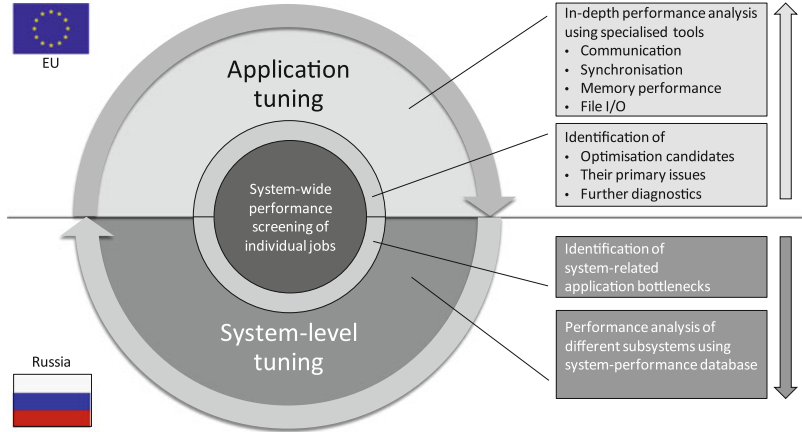 EU
Application
tuning
System-wide
performance
screening of
individual jobs
System-level
tuning
Russia
In-depth performance analysis
using specialised tools
• Communication
• Synchronisation
• Memory performance
• File I/O
Identification of
• Optimisation candidates
• Their primary issues
• Further diagnostics
Identification of
system-related
application bottlenecks
Performance analysis of
different subsystems using
system-performance database